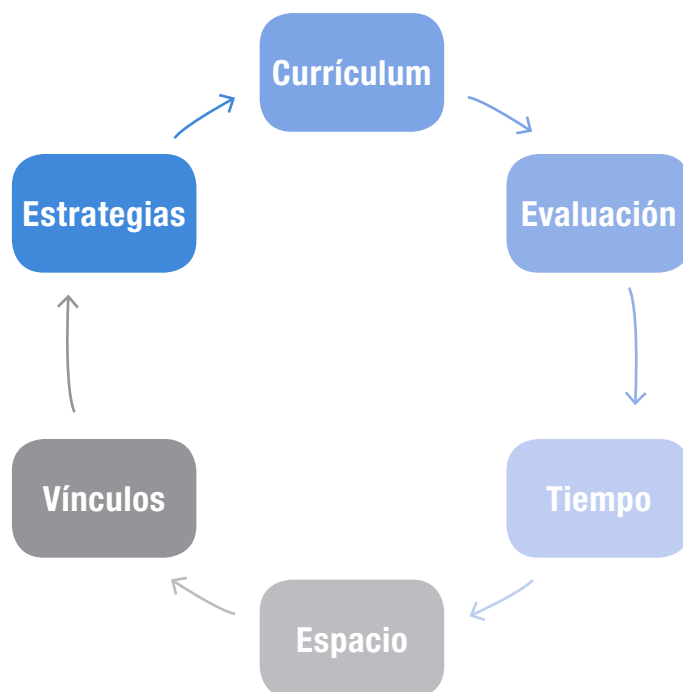 Currículum
Evaluación
Tiempo
Espacio
Vínculos
Estrategias